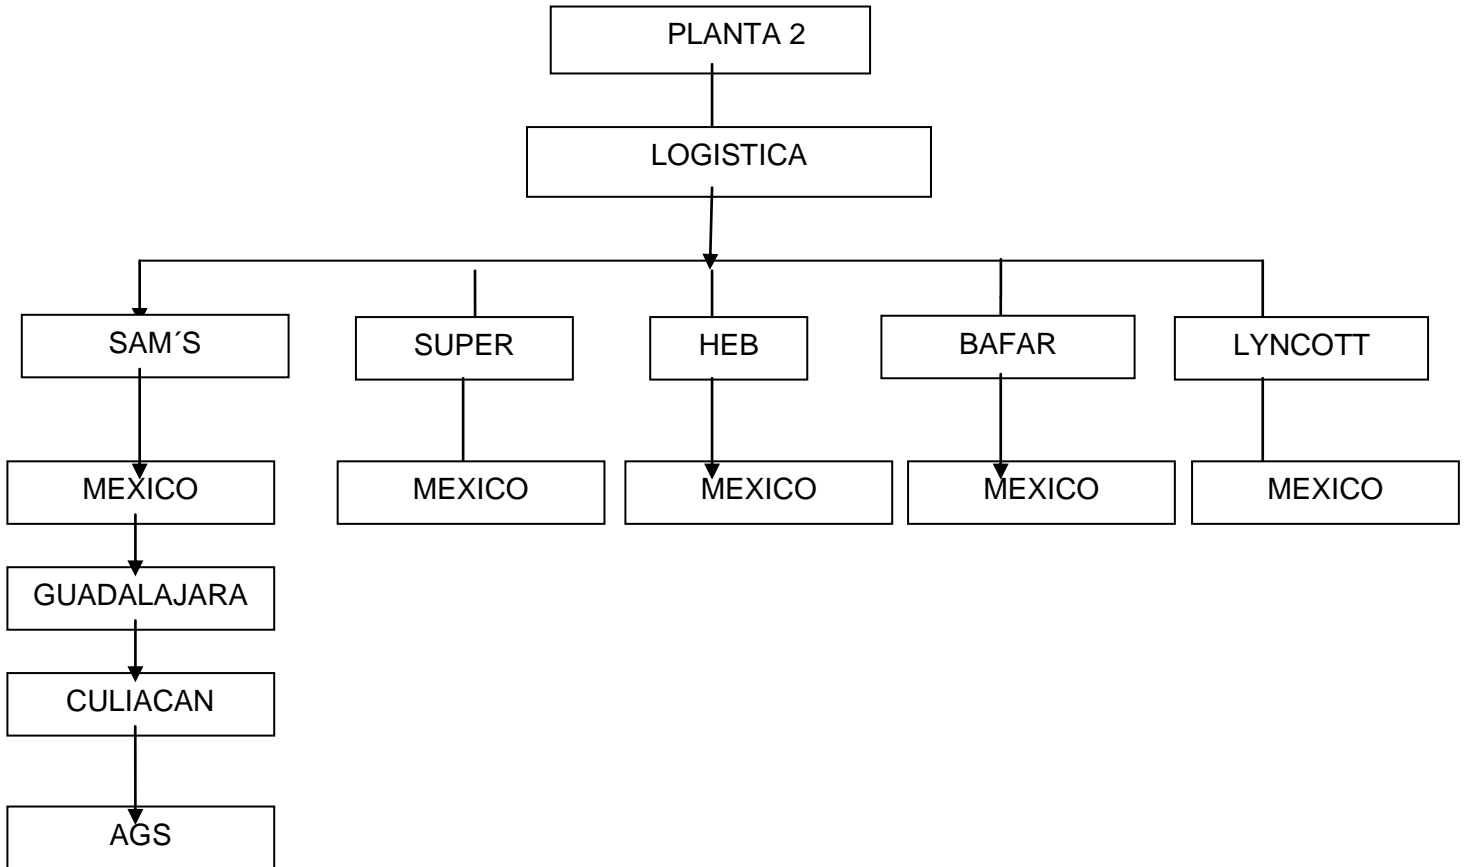 PLANTA 2
LOGISTICA
SAM´S
SUPER
HEB
BAFAR
LYNCOTT
MEXICO
MEXICO
MEXICO
MEXICO
MEXICO
GUADALAJARA
CULIACAN
AGS